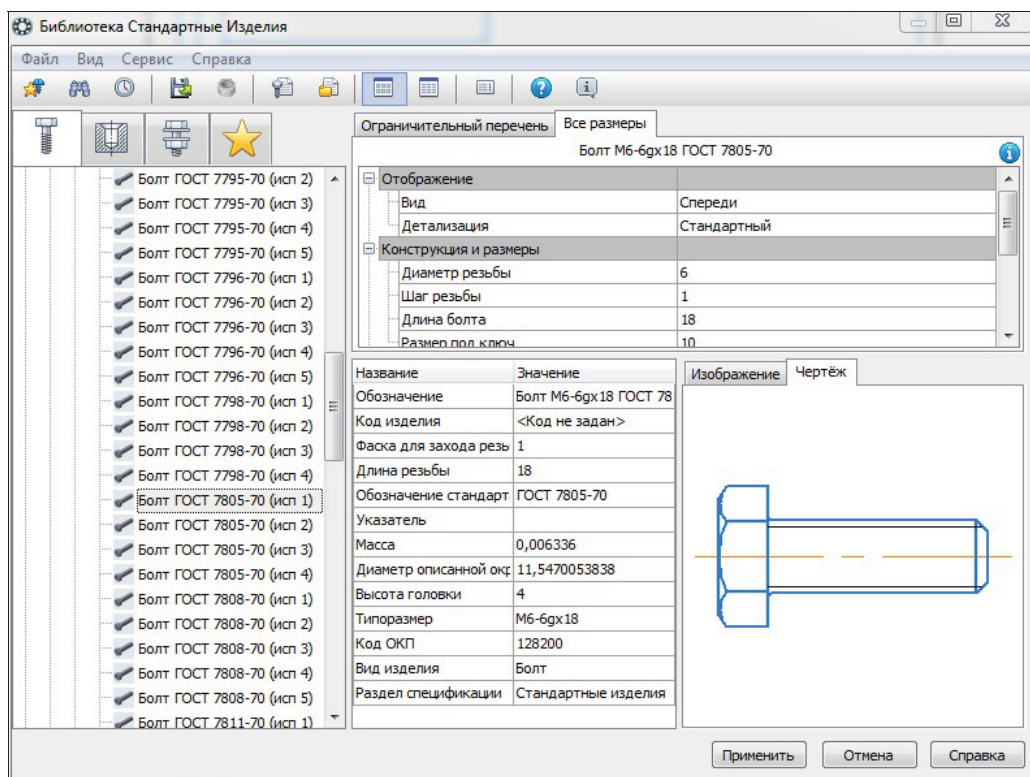 Библиотека Стандартные Изделия
Файл Вид Сервис Справка
Ограничительный перечень Все размеры
Болт М6-6gx18 ГОСТ 7805-70
Отображение
Вид Спереди
Детализация Стандартный
Конструкция и размеры
Диаметр резьбы 6
Шаг резьбы 1
Длина болта 18
Размер под ключ 10
Болт ГОСТ 7795-70 (исп 2)
Болт ГОСТ 7795-70 (исп 3)
Болт ГОСТ 7795-70 (исп 4)
Болт ГОСТ 7795-70 (исп 5)
Болт ГОСТ 7796-70 (исп 1)
Болт ГОСТ 7796-70 (исп 2)
Болт ГОСТ 7796-70 (исп 3)
Болт ГОСТ 7796-70 (исп 4)
Болт ГОСТ 7796-70 (исп 5)
Болт ГОСТ 7798-70 (исп 1)
Болт ГОСТ 7798-70 (исп 2)
Болт ГОСТ 7798-70 (исп 3)
Болт ГОСТ 7798-70 (исп 4)
Болт ГОСТ 7805-70 (исп 1)
Болт ГОСТ 7805-70 (исп 2)
Болт ГОСТ 7805-70 (исп 3)
Болт ГОСТ 7805-70 (исп 4)
Болт ГОСТ 7808-70 (исп 1)
Болт ГОСТ 7808-70 (исп 2)
Болт ГОСТ 7808-70 (исп 3)
Болт ГОСТ 7808-70 (исп 4)
Болт ГОСТ 7808-70 (исп 5)
Болт ГОСТ 7811-70 (исп 1)
Название Значение
Обозначение Болт М6-6gx18 ГОСТ 78
Код изделия <Код не задан>
Фаска для захода резь 1
Длина резьбы 18
Обозначение стандарт ГОСТ 7805-70
Указатель
Масса 0,006336
Диаметр описанной окр 11,5470053838
Высота головки 4
Типоразмер М6-6gx18
Код ОКП 128200
Вид изделия Болт
Раздел спецификации Стандартные изделия
Изображение Чертёж
Применить Отмена Справка